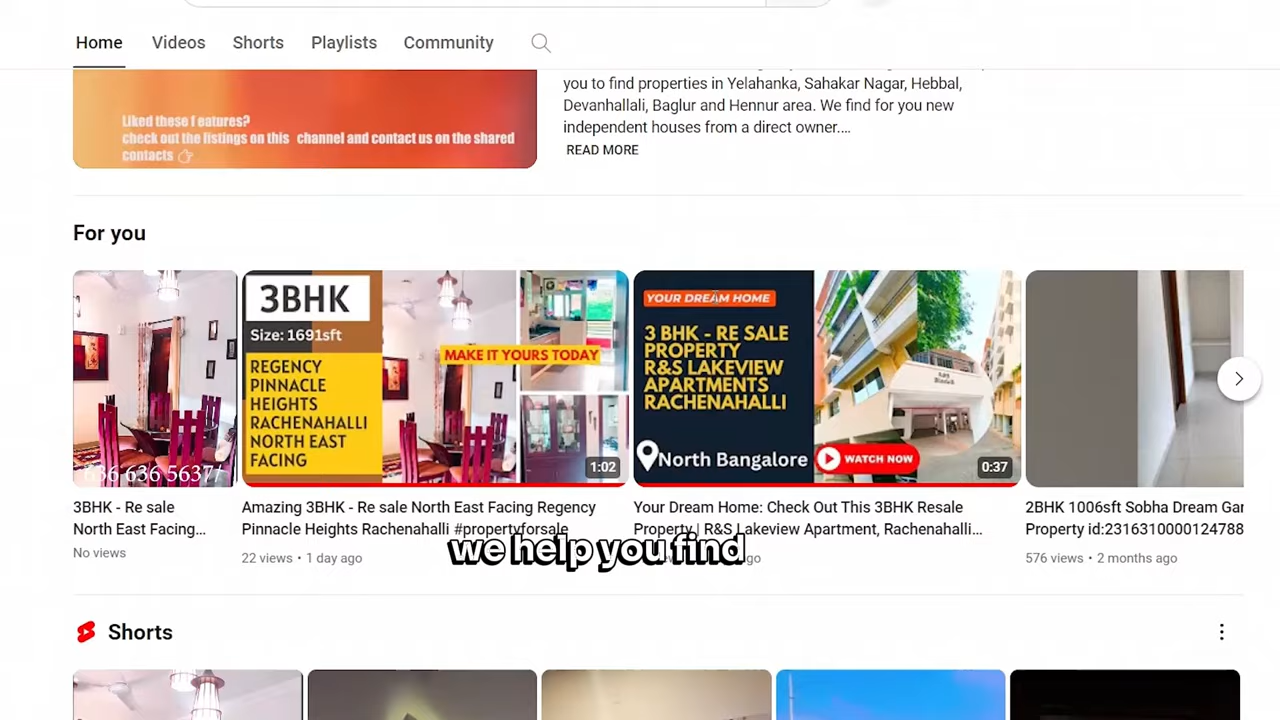 Home Videos Shorts Playlists Community
you to find properties in Yelahanka, Sahakar Nagar, Hebbal,
Devanhallali, Baglur and Hennur area. We find for you new
independent houses from a direct owner....
READ MORE
Liked these f eatures?
check out the listings on this channel and contact us on the shared
contacts
For you
3BHK
Size: 1691sft
REGENCY
PINNACLE
HEIGHTS
RACHENAHALLI
NORTH EAST
FACING
MAKE IT YOURS TODAY
1:02
YOUR DREAM HOME
3 BHK - RE SALE
PROPERTY
R&S LAKEVIEW
APARTMENTS
RACHENAHALLI
North Bangalore
WATCH NOW
0:37
3BHK - Re sale
North East Facing...
No views
Amazing 3BHK - Re sale North East Facing Regency
Pinnacle Heights Rachenahalli #propertyforsale
22 views • 1 day ago
Your Dream Home: Check Out This 3BHK Resale
Property | R&S Lakeview Apartment, Rachenahalli...
ago
2BHK 1006sft Sobha Dream Gar
Property id:2316310000124788
576 views • 2 months ago
we help you find
Shorts